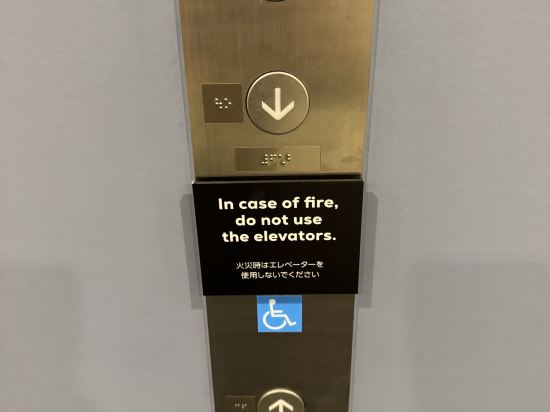 In case of fire,
do not use
the elevators.
火災時はエレベーターを
使用しないでください